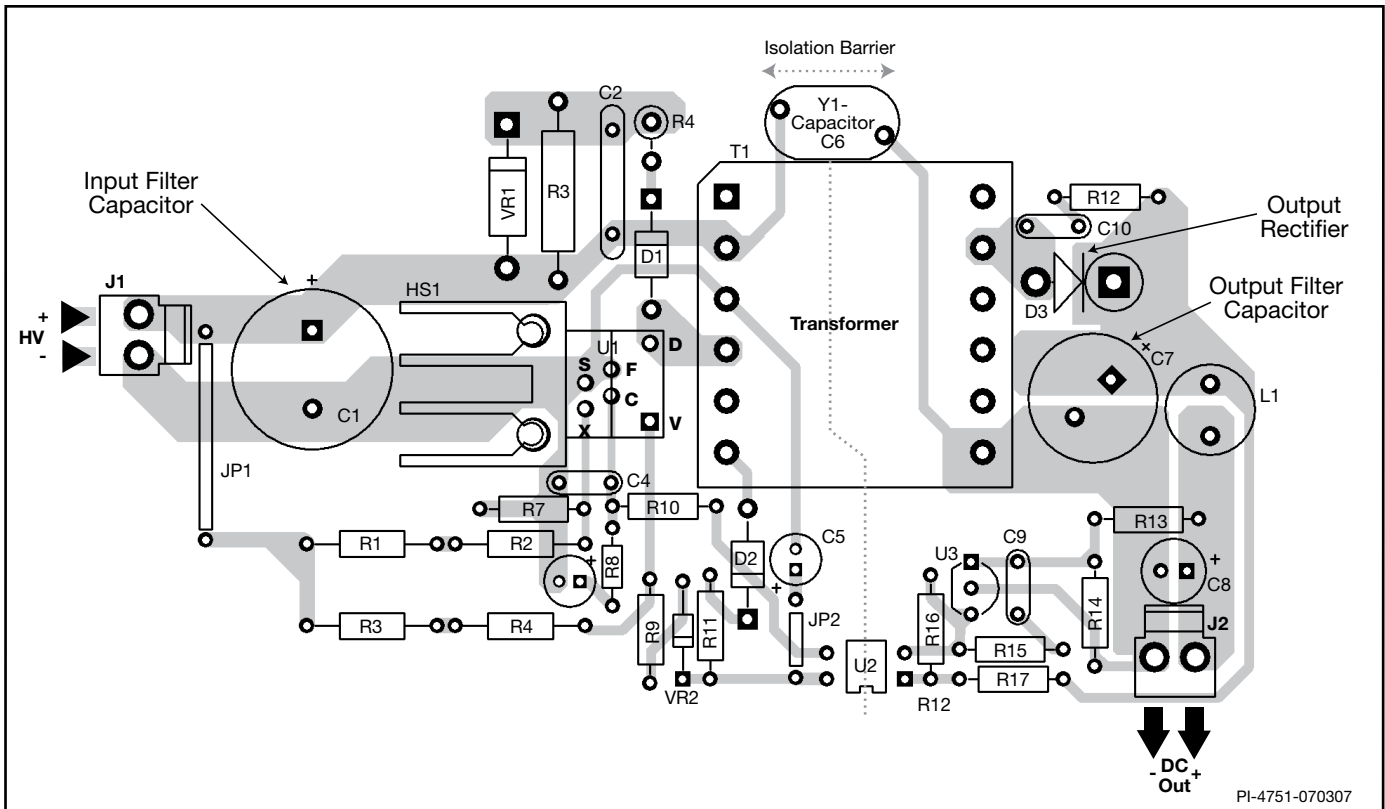 Isolation Barrier
Y1-
Capacitor
C6
C2
R4
T1
Input Filter
Capacitor
VR1
R3
R12
C10
Output
Rectifier
D1
J1
+
HS1
D3
Output Filter
Capacitor
+
HV
-
Transformer
+
C7
U1
D
S
F
C
X
V
C1
L1
JP1
C4
R7
R10
R13
R1
R2
R8
+
D2
C5
+
U3
C9
+
C8
R14
J2
R3
R4
R9
R11
JP2
R16
R15
U2
R17
VR2
R12
- DC +
Out
PI-4751-070307